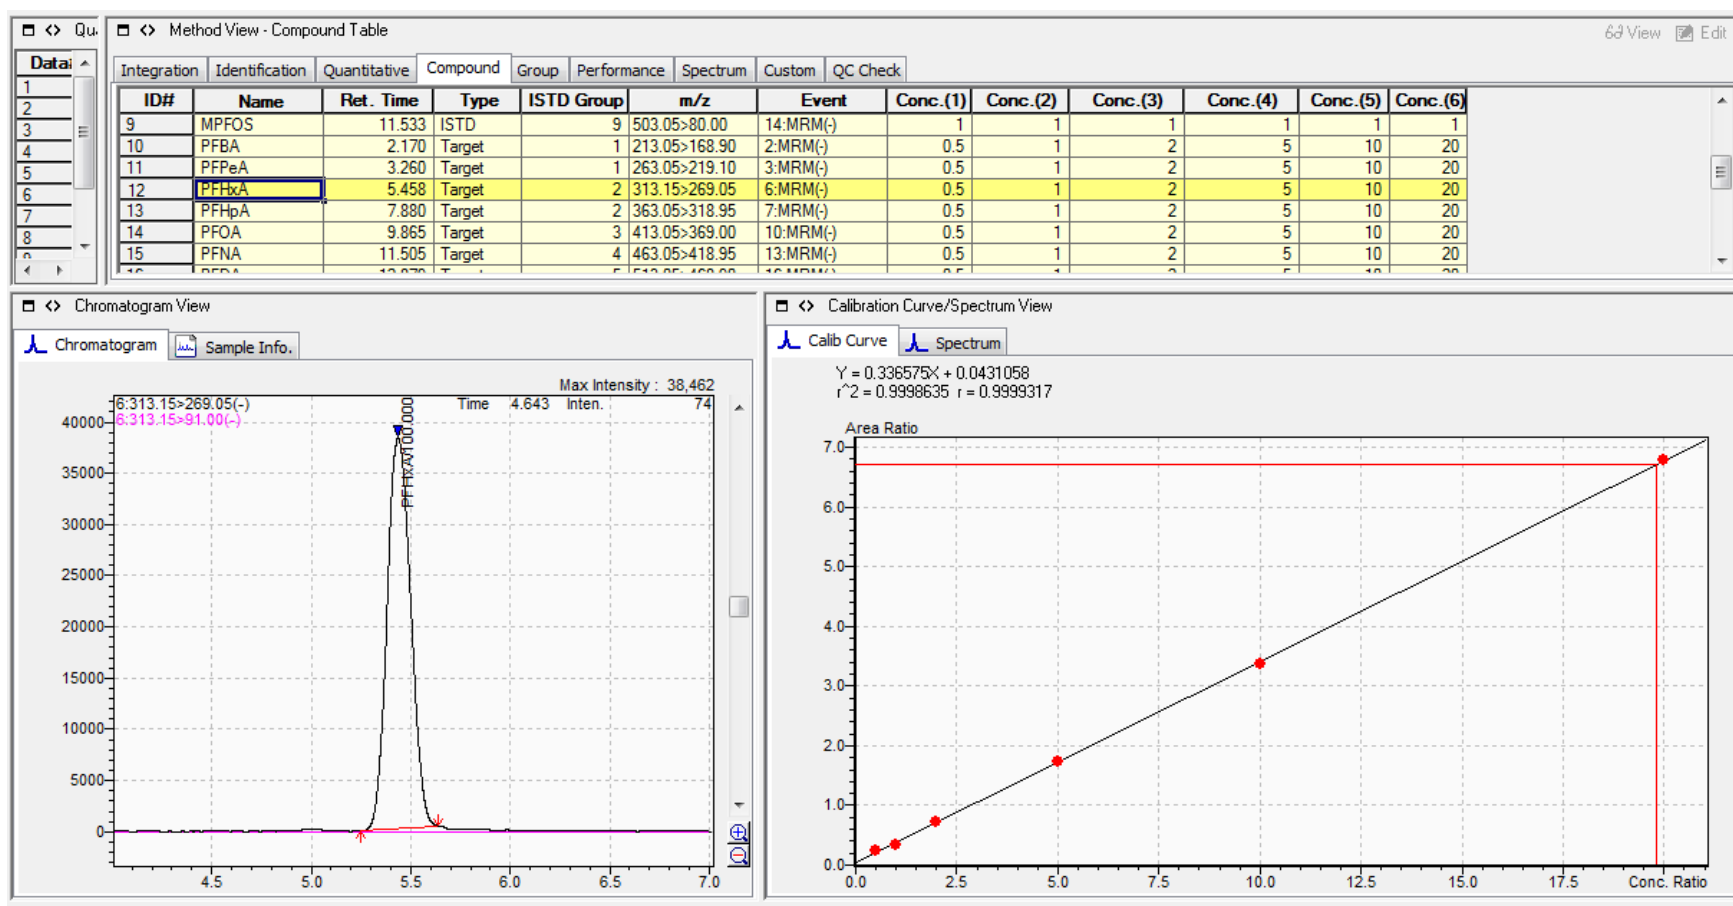 Qu
Method View - Compound Table
View Edit
Data
Integration Identification Quantitative Compound Group Performance Spectrum Custom QC Check
ID# Name Ret. Time Type ISTD Group m/z Event Conc.(1) Conc.(2) Conc.(3) Conc.(4) Conc.(5) Conc.(6)
1
2
3
4
5
6
7
8
9 MPFOS 11.533 ISTD 9 503.05>80.00 14:MRM(-) 1 1 1 1 1 1
10 PFBA 2.170 Target 1 213.05>168.90 2:MRM(-) 0.5 1 2 5 10 20
11 PFPeA 3.260 Target 1 263.05>219.10 3:MRM(-) 0.5 1 2 5 10 20
12 PFHxA 5.458 Target 2 313.15>269.05 6:MRM(-) 0.5 1 2 5 10 20
13 PFHpA 7.880 Target 2 363.05>318.95 7:MRM(-) 0.5 1 2 5 10 20
14 PFOA 9.865 Target 3 413.05>369.00 10:MRM(-) 0.5 1 2 5 10 20
15 PFNA 11.505 Target 4 463.05>418.95 13:MRM(-) 0.5 1 2 5 10 20
Chromatogram View
Chromatogram Sample Info.
Max Intensity : 38,462
6:313.15>269.05(-) Time 4.643 Inten. 74
6:313.15>91.00(-)
PFHxA/100.000
40000
35000
30000
25000
20000
15000
10000
5000
0
4.5 5.0 5.5 6.0 6.5 7.0
Calibration Curve/Spectrum View
Calib Curve Spectrum
Y = 0.336575X + 0.0431058
r^2 = 0.9998635 r = 0.9999317
Area Ratio
7.0
6.0
5.0
4.0
3.0
2.0
1.0
0.0
0.0 2.5 5.0 7.5 10.0 12.5 15.0 17.5 Conc. Ratio